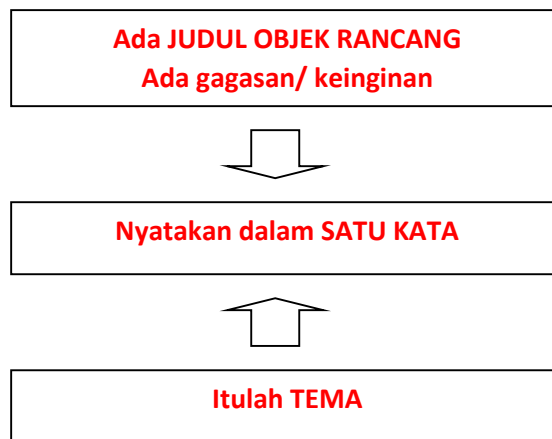 Ada JUDUL OBJEK RANCANG
Ada gagasan/ keinginan
Nyatakan dalam SATU KATA
Itulah TEMA